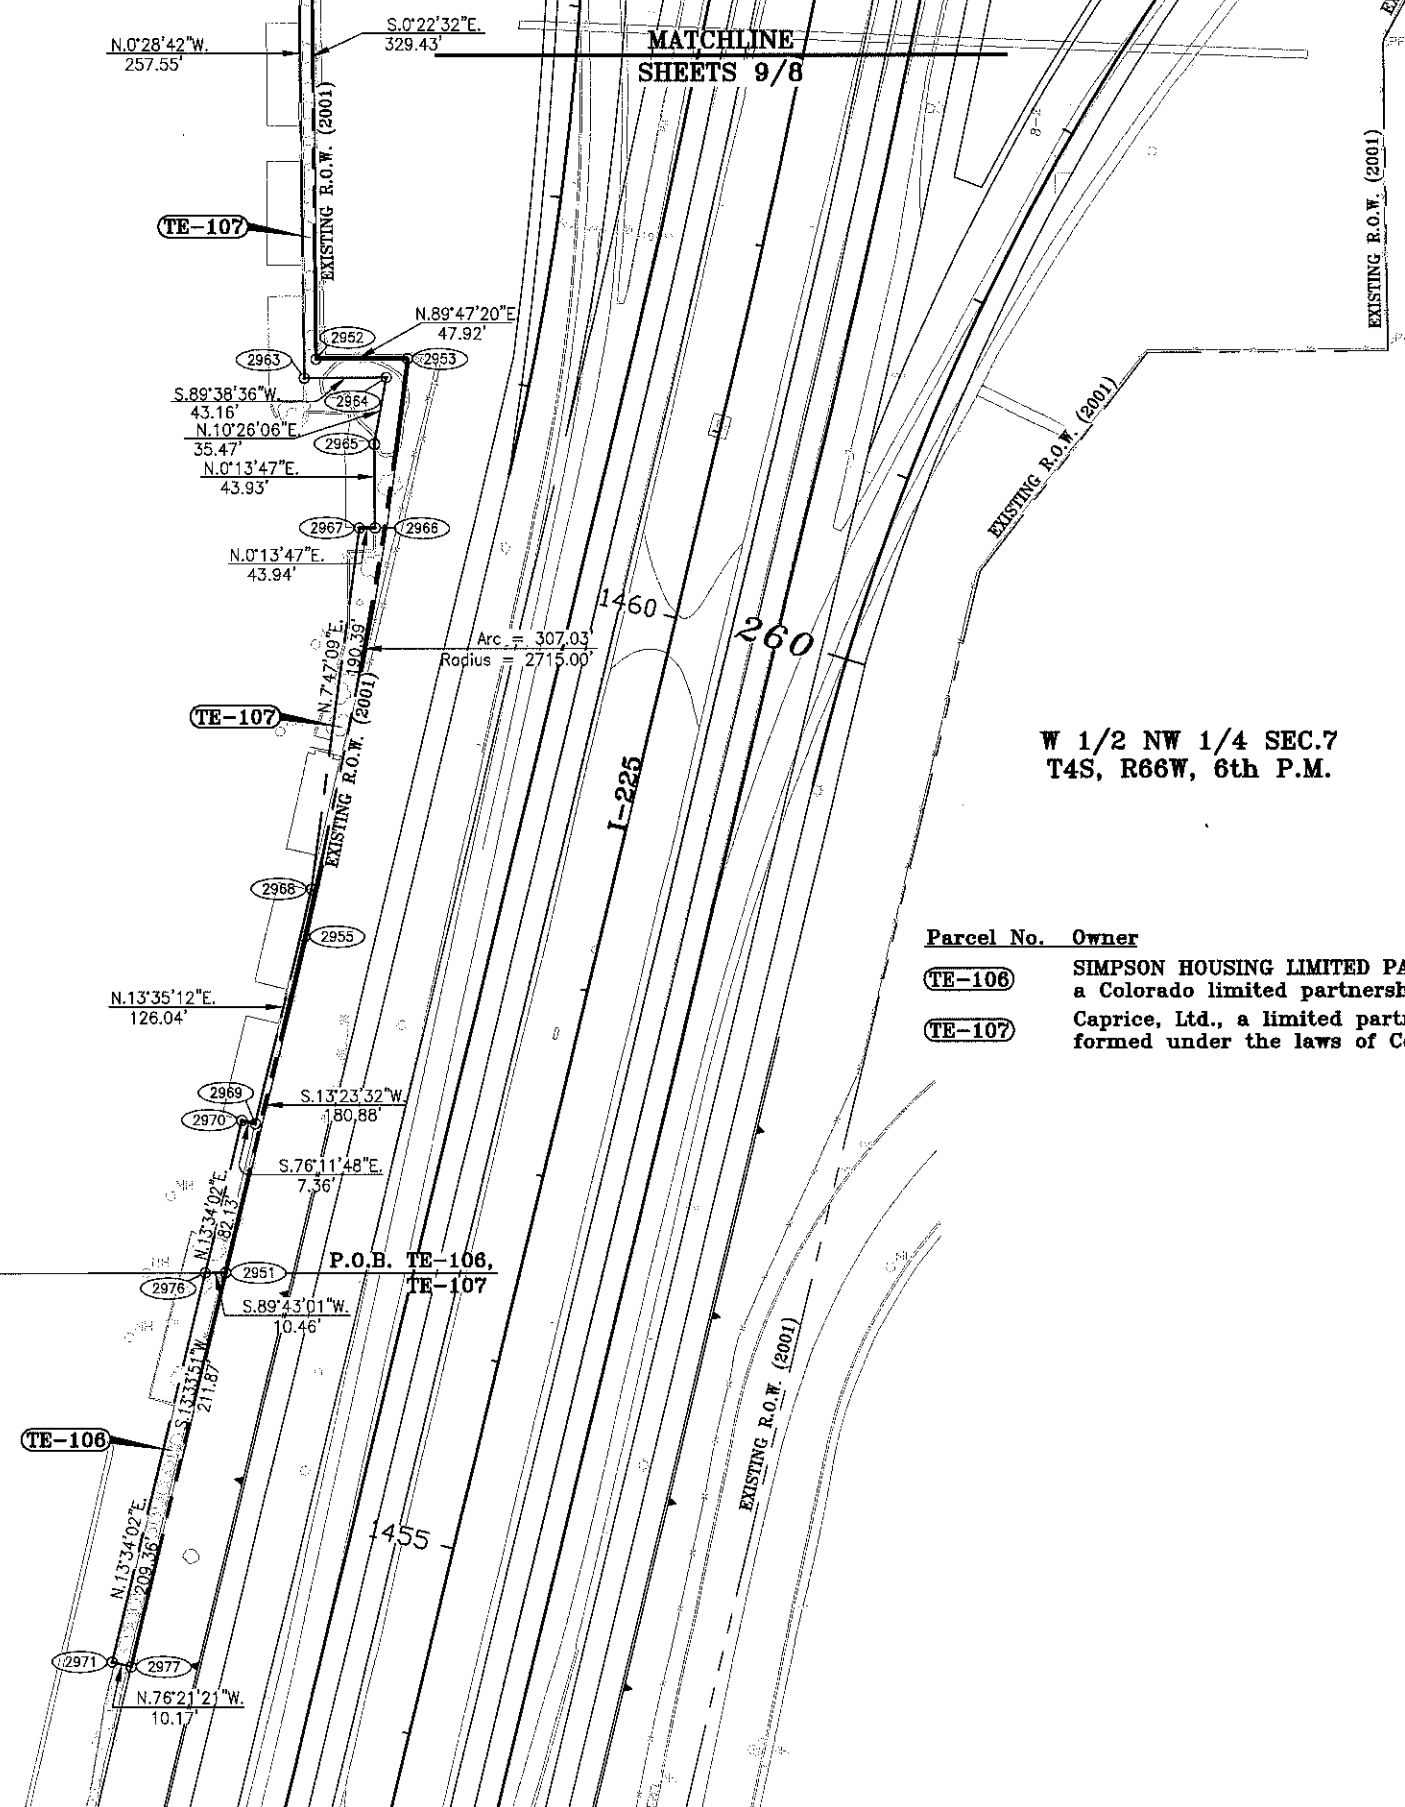 N.0°28'42"W.
257.55'
S.0°22'32"E.
329.43'
MATCHLINE
SHEETS 9/8
EXISTING R.O.W. (2001)
EXISTING R.O.W. (2001)
8-2
TE-107
N.89°47'20"E.
47.92'
2952
2953
2963
S.89°38'36"W.
43.16'
2964
N.10°26'06"E.
35.47'
2965
N.0°13'47"E.
43.93'
EXISTING R.O.W. (2001)
2967
2966
N.0°13'47"E.
43.94'
1460
260
Arc = 307.03'
Radius = 2715.00'
N.7°47'09"E.
190.39'
TE-107
EXISTING R.O.W. (2001)
I-225
W 1/2 NW 1/4 SEC.7
T4S, R66W, 6th P.M.
2968
2955
Parcel No. Owner
TE-106
SIMPSON HOUSING LIMITED PA
a Colorado limited partnersh
TE-107
Caprice, Ltd., a limited part
formed under the laws of C
N.13°35'12"E.
126.04'
2969
2970
S.13°23'32"W.
180.88'
S.76°11'48"E.
7.36'
N.13°34'02"E.
82.13'
MH
P.O.B. TE-106,
TE-107
2951
2976
S.89°43'01"W.
10.46'
MH
S.13°33'51"W.
211.87'
EXISTING R.O.W. (2001)
TE-106
N.13°34'02"E.
209.36'
1455
2971
2977
N.76°21'21"W.
10.17'